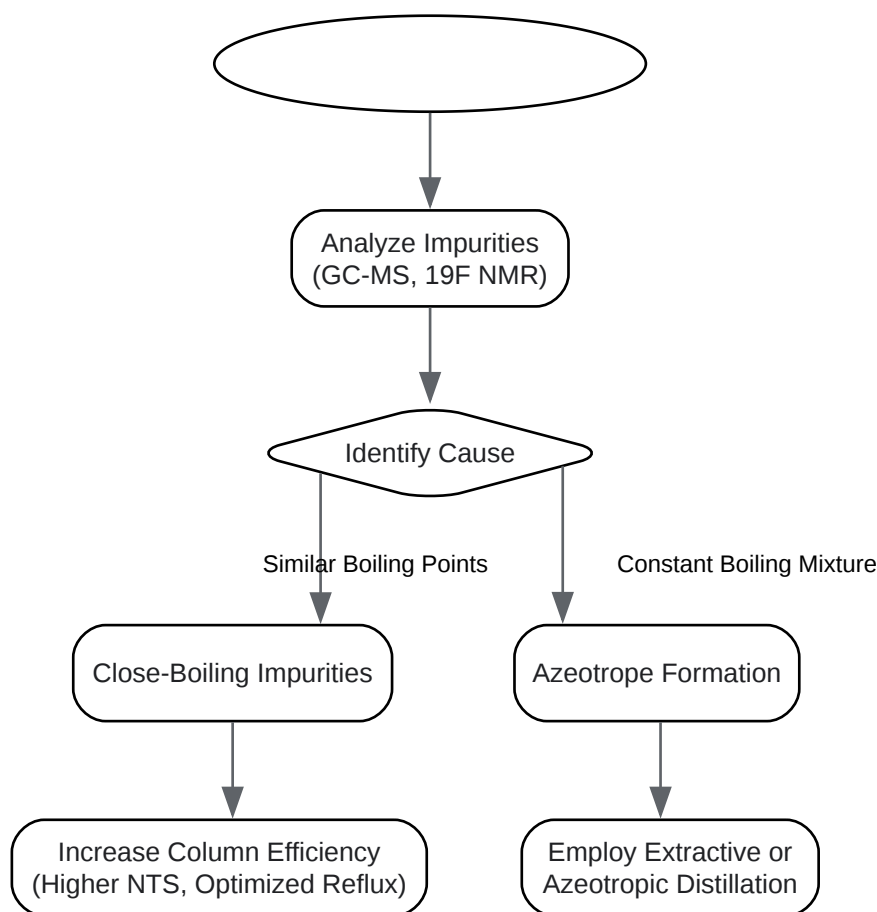 Analyze Impurities
(GC-MS, 19F NMR)
Identify Cause
Similar Boiling Points
Constant Boiling Mixture
Close-Boiling Impurities
Azeotrope Formation
Increase Column Efficiency
(Higher NTS, Optimized Reflux)
Employ Extractive or
Azeotropic Distillation